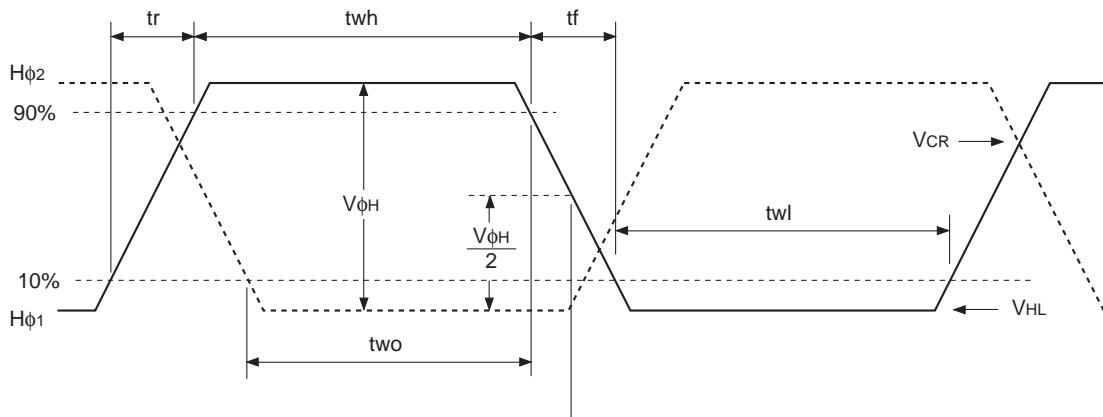 tr twh tf
Hϕ2
90%
VCR
VϕH
twl
VϕH
2
10%
Hϕ1
VHL
two